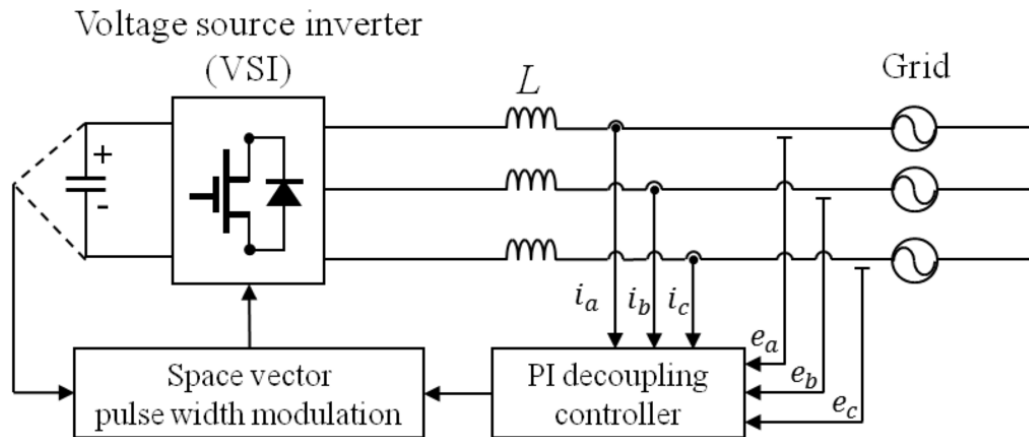 Voltage source inverter
(VSI)
L
Grid
+
-
i_a
i_b
i_c
e_a
e_b
e_c
Space vector
pulse width modulation
PI decoupling
controller